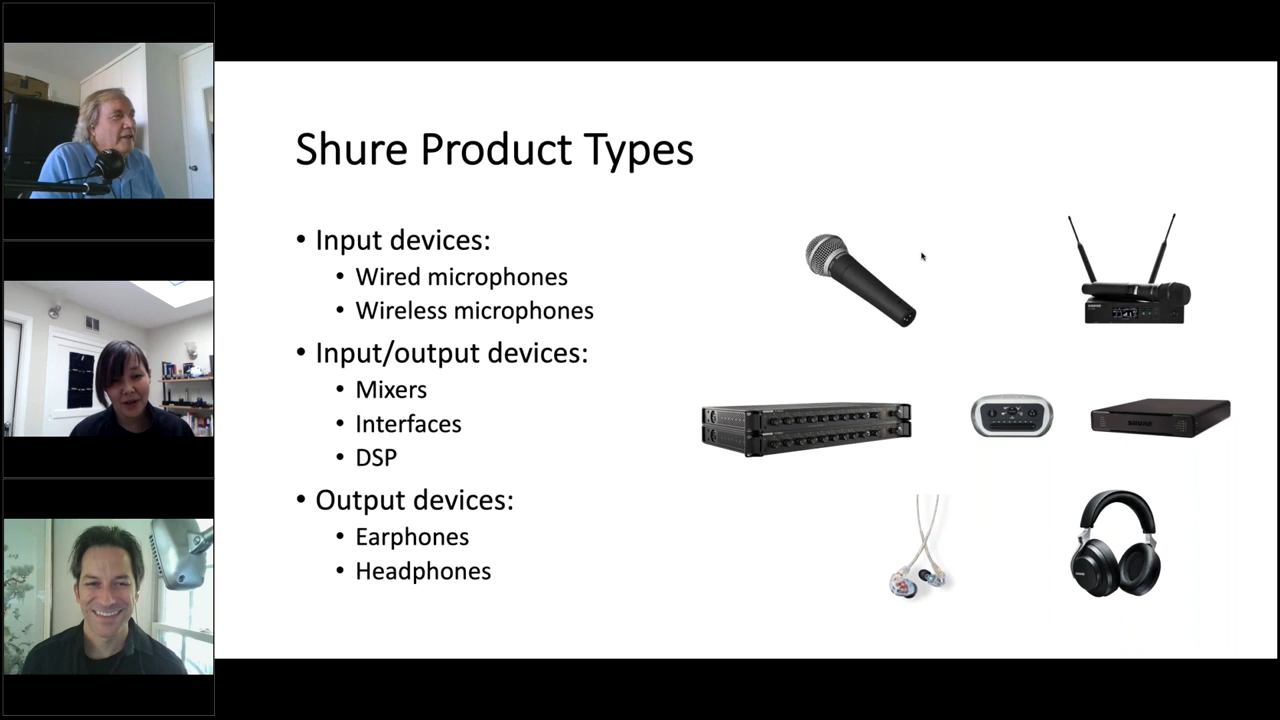 Shure Product Types
• Input devices:
• Wired microphones
• Wireless microphones
• Input/output devices:
• Mixers
• Interfaces
• DSP
• Output devices:
• Earphones
• Headphones
SHURE